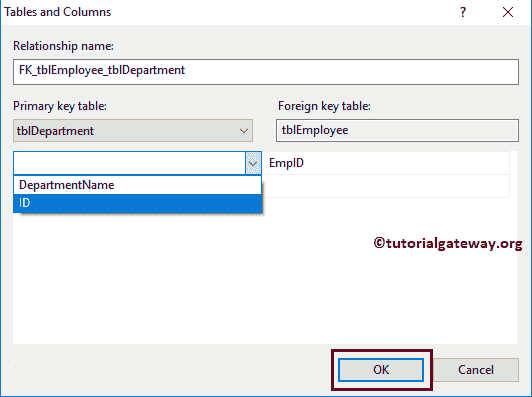 Tables and Columns
?
Relationship name:
FK_tblEmployee_tblDepartment
Primary key table:
Foreign key table:
tblDepartment
tblEmployee
EmpID
DepartmentName
ID
©tutorialgateway.org
OK
Cancel